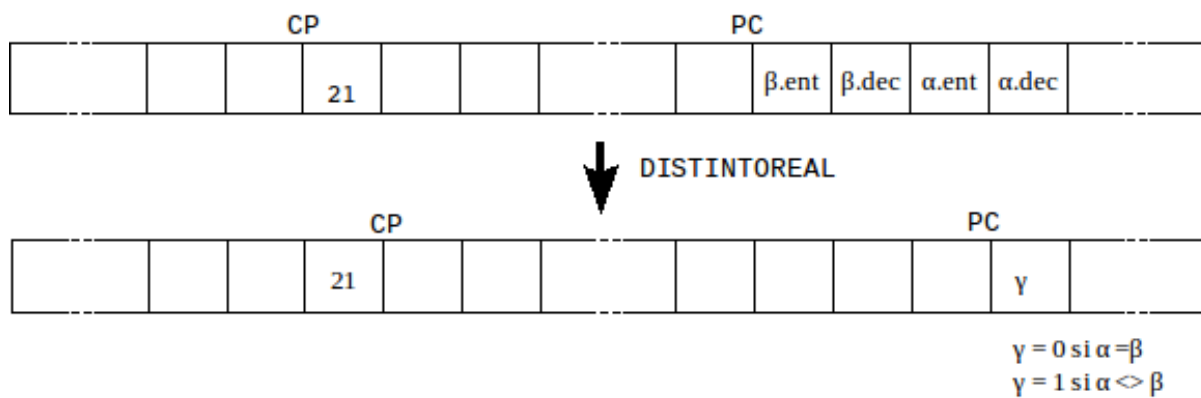 CP PC
21 β.ent β.dec α.ent α.dec
DISTINTOREAL
CP PC
21 γ
γ = 0 si α =β
γ = 1 si α <> β